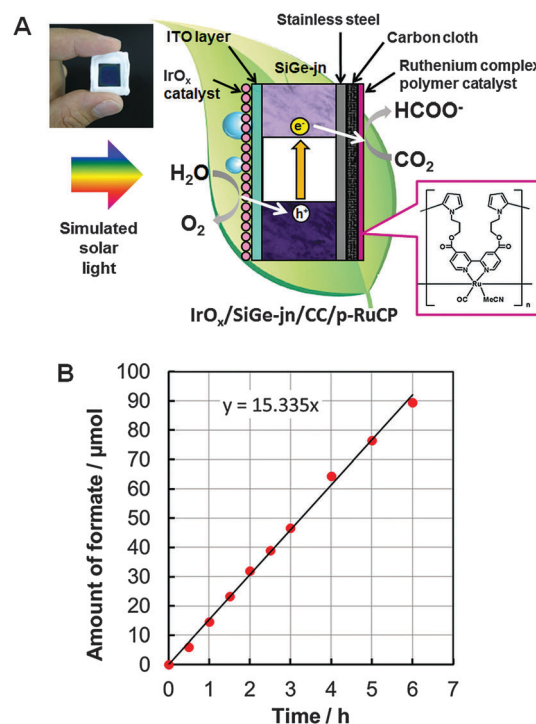 A
Stainless steel
ITO layer
Carbon cloth
SiGe-jn
IrOₓ
catalyst
Ruthenium complex
polymer catalyst
e⁻
HCOO⁻
H₂O
CO₂
h⁺
O₂
Simulated
solar
light
N
N
O
O
O
O
N
N
Ru
OC
MeCN
n
IrOₓ/SiGe-jn/CC/p-RuCP
B
y = 15.335x
Amount of formate / µmol
100
90
80
70
60
50
40
30
20
10
0
0 1 2 3 4 5 6 7
Time / h